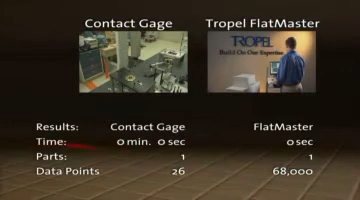 Contact Gage Tropel FlatMaster
TROPEL
Build On Our Expertise
Results: Contact Gage FlatMaster
Time: 0 min. 0 sec 0 sec
Parts: 1 1
Data Points 26 68,000